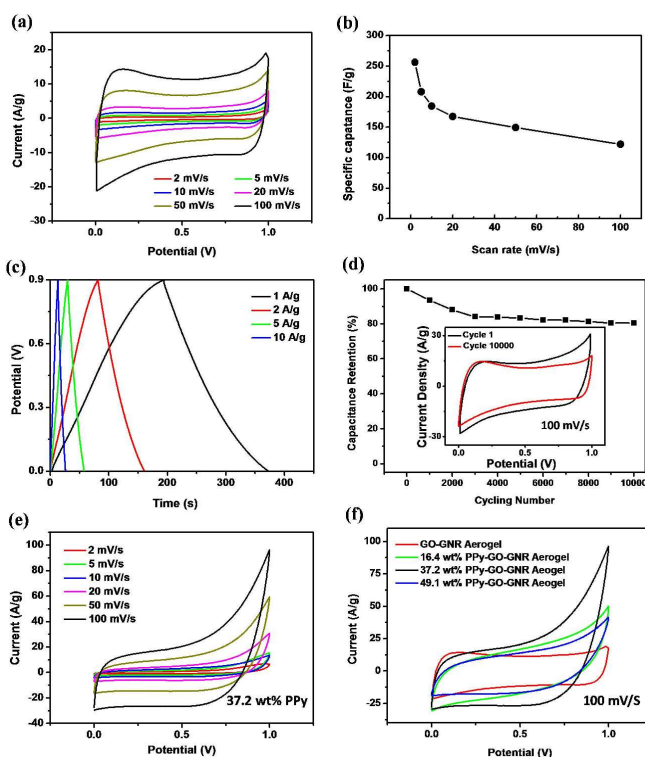 (a)
20
10
0
-10
-20
-30
Current (A/g)
2 mV/s 5 mV/s
10 mV/s 20 mV/s
50 mV/s 100 mV/s
0.0 0.5 1.0
Potential (V)
(b)
300
250
200
150
100
50
0
Specific capatance (F/g)
0 20 40 60 80 100
Scan rate (mV/s)
(c)
0.9
0.6
0.3
0.0
Potential (V)
1 A/g
2 A/g
5 A/g
10 A/g
0 100 200 300 400
Time (s)
(d)
100
80
60
40
20
0
Capacitance Retention (%)
Cycle 1
Cycle 10000
30
0
-30
Current Density (A/g)
100 mV/s
0.0 0.5 1.0
Potential (V)
0 2000 4000 6000 8000 10000
Cycling Number
(e)
100
80
60
40
20
0
-20
-40
Current (A/g)
2 mV/s
5 mV/s
10 mV/s
20 mV/s
50 mV/s
100 mV/s
37.2 wt% PPy
0.0 0.5 1.0
Potential (V)
(f)
100
75
50
25
0
-25
Current (A/g)
GO-GNR Aerogel
16.4 wt% PPy-GO-GNR Aerogel
37.2 wt% PPy-GO-GNR Aeogel
49.1 wt% PPy-GO-GNR Aeogel
100 mV/S
0.0 0.5 1.0
Potential (V)